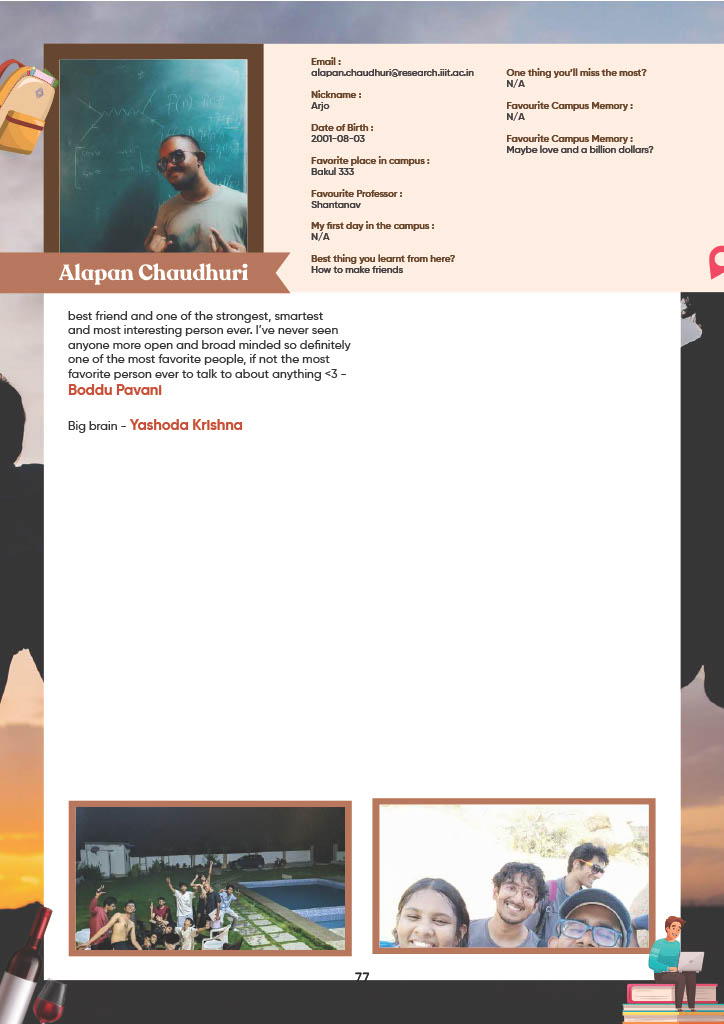 Email :
alapan.chaudhuri@research.iiit.ac.in
Nickname :
Arjo
Date of Birth :
2001-08-03
Favorite place in campus :
Bakul 333
Favourite Professor :
Shantanav
My first day in the campus :
N/A
Best thing you learnt from here?
How to make friends
One thing you'll miss the most?
N/A
Favourite Campus Memory :
N/A
Favourite Campus Memory :
Maybe love and a billion dollars?
Alapan Chaudhuri
best friend and one of the strongest, smartest
and most interesting person ever. I've never seen
anyone more open and broad minded so definitely
one of the most favorite people, if not the most
favorite person ever to talk to about anything <3 -
Boddu Pavani
Big brain - Yashoda Krishna
77